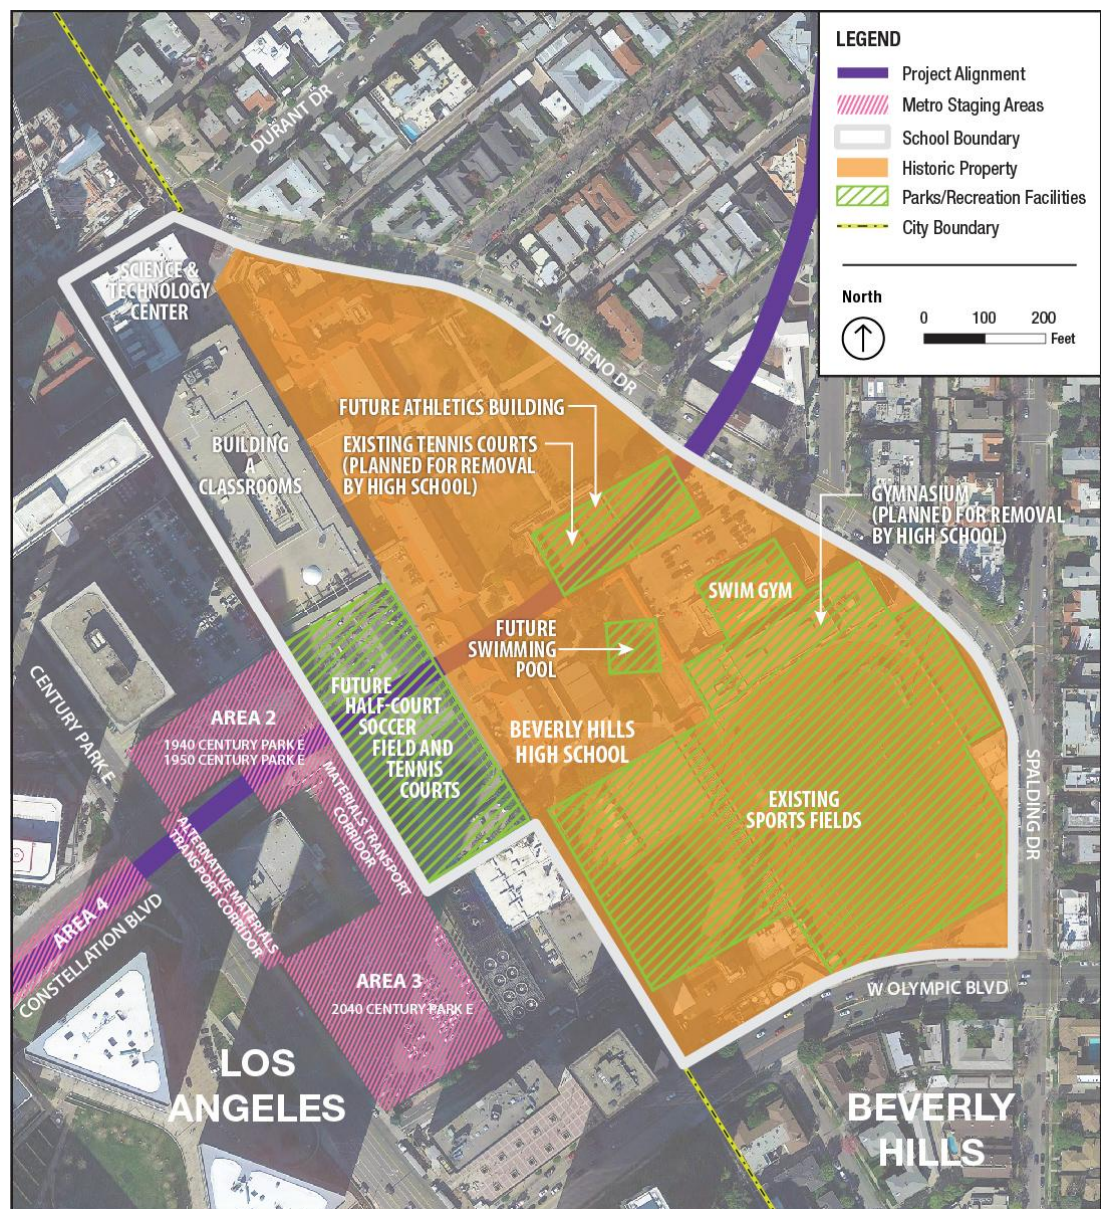 LEGEND
Project Alignment
Metro Staging Areas
School Boundary
Historic Property
Parks/Recreation Facilities
City Boundary
North
0 100 200
Feet
DURANT DR
SCIENCE &
TECHNOLOGY
CENTER
S MORENO DR
FUTURE ATHLETICS BUILDING
EXISTING TENNIS COURTS
(PLANNED FOR REMOVAL
BY HIGH SCHOOL)
BUILDING
A
CLASSROOMS
GYMNASIUM
(PLANNED FOR REMOVAL
BY HIGH SCHOOL)
SWIM GYM
FUTURE
SWIMMING
POOL
FUTURE
HALF-COURT
SOCCER
FIELD AND
TENNIS
COURTS
BEVERLY HILLS
HIGH SCHOOL
EXISTING
SPORTS FIELDS
CENTURY PARK E
AREA 2
1940 CENTURY PARK E
1950 CENTURY PARK E
MATERIALS TRANSPORT
CORRIDOR
ALTERNATIVE MATERIALS
TRANSPORT CORRIDOR
SPALDING DR
AREA 4
CONSTELLATION BLVD
AREA 3
2040 CENTURY PARK E
W OLYMPIC BLVD
LOS
ANGELES
BEVERLY
HILLS